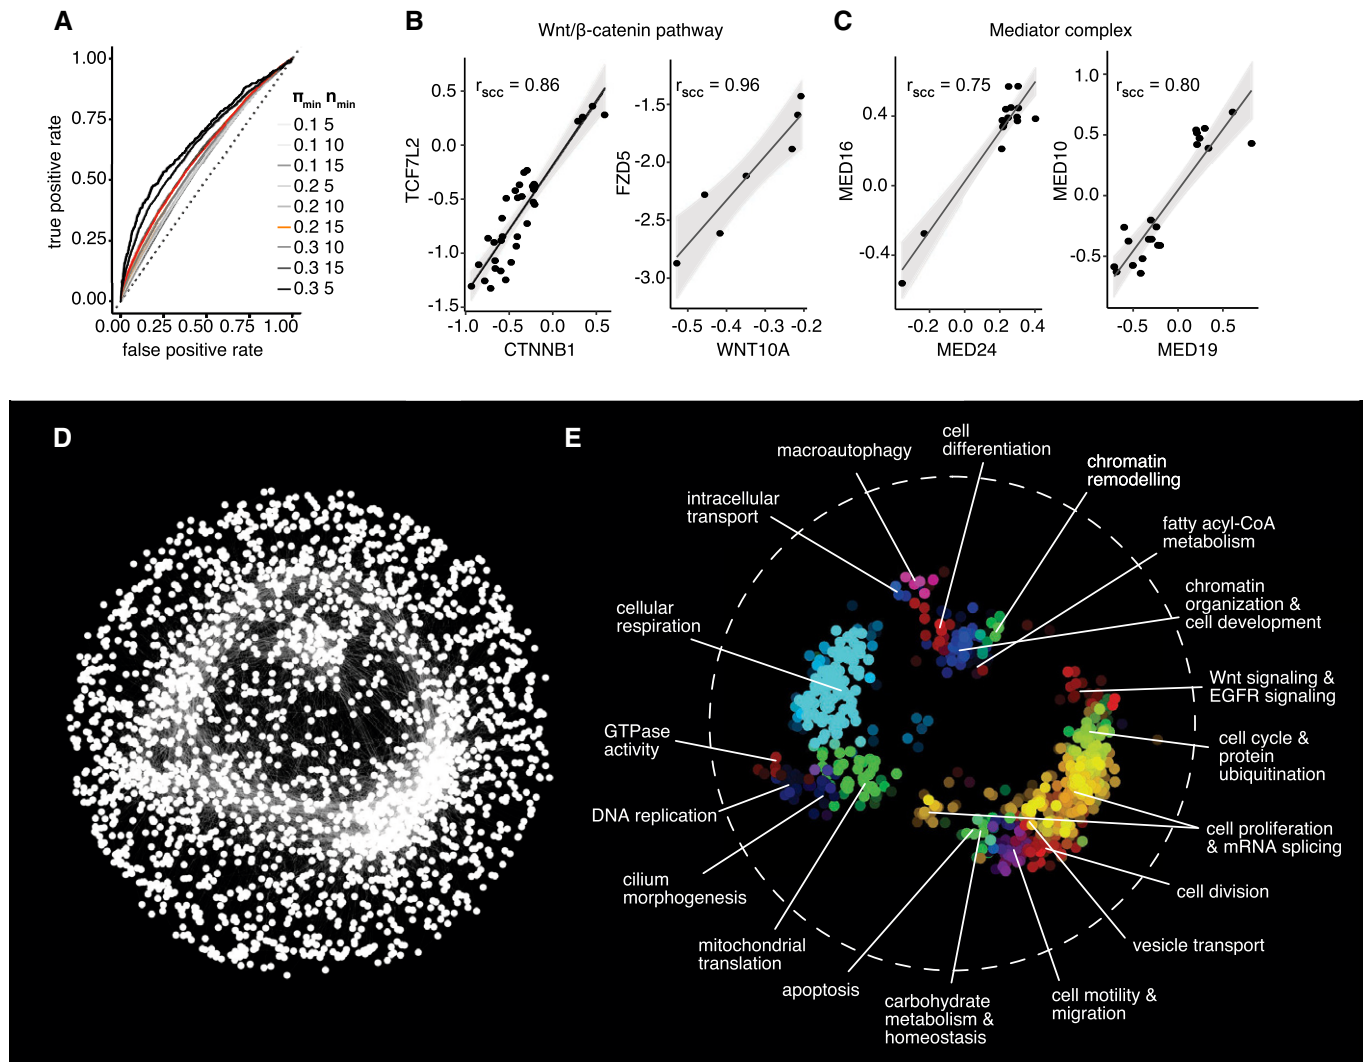 A
1.00
0.75
0.50
0.25
0.00
0.00 0.25 0.50 0.75 1.00
true positive rate
false positive rate
πmin nmin
0.1 5
0.1 10
0.1 15
0.2 5
0.2 10
0.2 15
0.3 10
0.3 15
0.3 5
B
Wnt/β-catenin pathway
rscc = 0.86
0.5
0.0
-0.5
-1.0
-1.5
-1.0 -0.5 0.0 0.5
TCF7L2
CTNNB1
rscc = 0.96
-1.5
-2.0
-2.5
-3.0
-0.5 -0.4 -0.3 -0.2
FZD5
WNT10A
C
Mediator complex
rscc = 0.75
0.4
0.0
-0.4
-0.2 0.0 0.2 0.4
MED16
MED24
rscc = 0.80
1.0
0.5
0.0
-0.5
-0.5 0.0 0.5
MED10
MED19
D
E
macroautophagy
cell
differentiation
chromatin
remodelling
intracellular
transport
fatty acyl-CoA
metabolism
chromatin
organization &
cell development
cellular
respiration
Wnt signaling &
EGFR signaling
GTPase
activity
cell cycle &
protein
ubiquitination
DNA replication
cell proliferation
& mRNA splicing
cilium
morphogenesis
cell division
mitochondrial
translation
vesicle transport
apoptosis
carbohydrate
metabolism &
homeostasis
cell motility &
migration